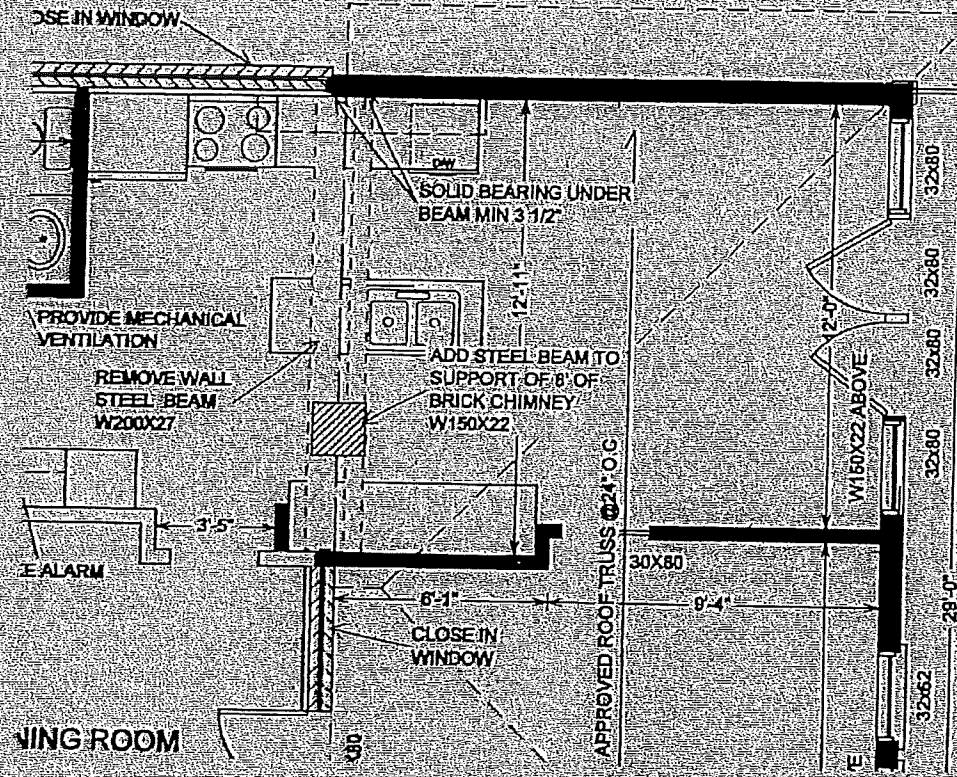 OSE IN WINDOW
DW
SOLID BEARING UNDER
BEAM MIN 3 1/2"
32x80
32x80
32x80
32x80
12'-11"
2'-0"
PROVIDE MECHANICAL
VENTILATION
REMOVE WALL
STEEL BEAM
W200X27
ADD STEEL BEAM TO
SUPPORT OF 8' OF
BRICK CHIMNEY
W150X22
W150X22 ABOVE
APPROVED ROOF TRUSS @24" O.C
3'-5"
E ALARM
30X80
6'-1"
9'-4"
29'-0"
CLOSE IN
WINDOW
32x62
NING ROOM
X80